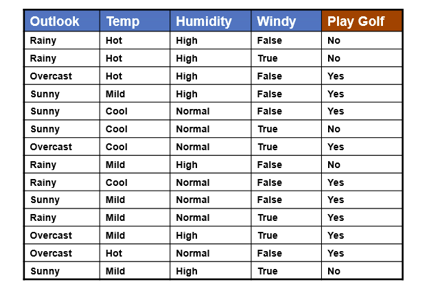 Outlook Temp Humidity Windy Play Golf
Rainy Hot High False No
Rainy Hot High True No
Overcast Hot High False Yes
Sunny Mild High False Yes
Sunny Cool Normal False Yes
Sunny Cool Normal True No
Overcast Cool Normal True Yes
Rainy Mild High False No
Rainy Cool Normal False Yes
Sunny Mild Normal False Yes
Rainy Mild Normal True Yes
Overcast Mild High True Yes
Overcast Hot Normal False Yes
Sunny Mild High True No